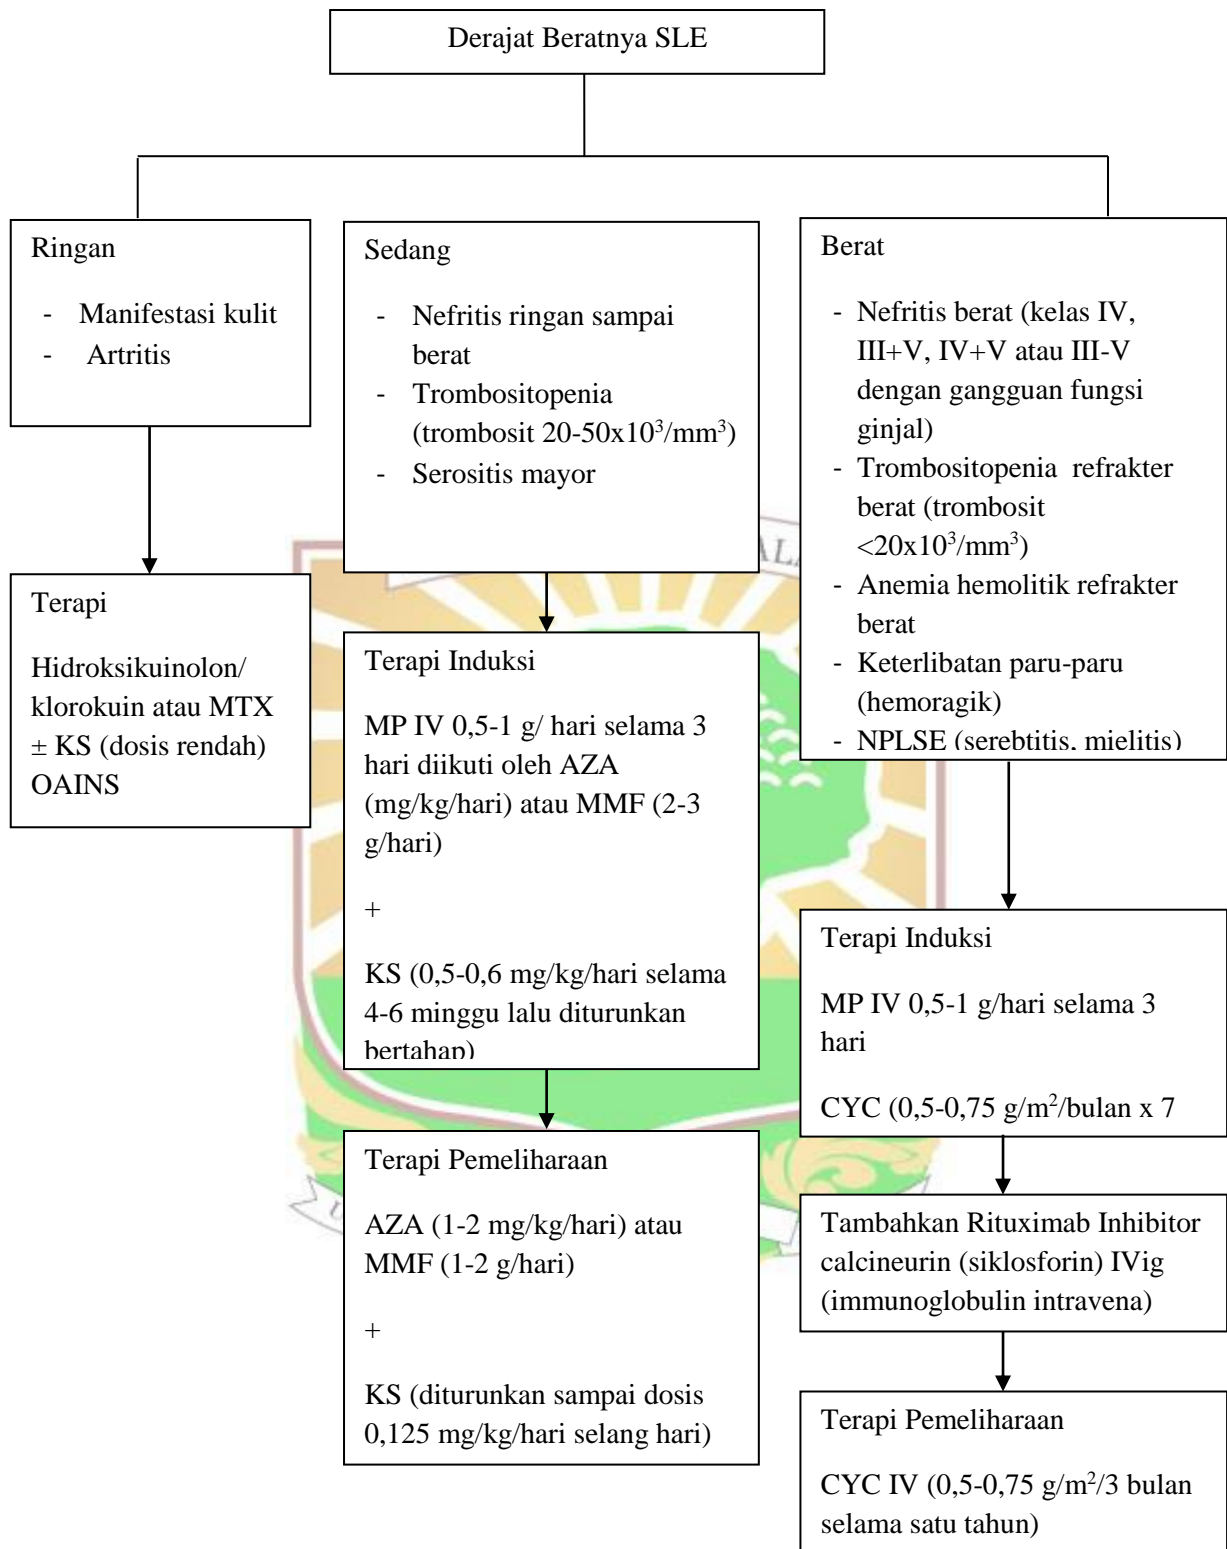 Derajat Beratnya SLE
Ringan
- Manifestasi kulit
- Artritis
Terapi
Hidroksikuinolon/
klorokuin atau MTX
± KS (dosis rendah)
OAINS
Sedang
- Nefritis ringan sampai
berat
- Trombositopenia
(trombosit 20-50x10³/mm³)
- Serositis mayor
Terapi Induksi
MP IV 0,5-1 g/ hari selama 3
hari diikuti oleh AZA
(mg/kg/hari) atau MMF (2-3
g/hari)
+
KS (0,5-0,6 mg/kg/hari selama
4-6 minggu lalu diturunkan
bertahap)
Terapi Pemeliharaan
AZA (1-2 mg/kg/hari) atau
MMF (1-2 g/hari)
+
KS (diturunkan sampai dosis
0,125 mg/kg/hari selang hari)
Berat
- Nefritis berat (kelas IV,
III+V, IV+V atau III-V
dengan gangguan fungsi
ginjal)
- Trombositopenia refrakter
berat (trombosit
<20x10³/mm³)
- Anemia hemolitik refrakter
berat
- Keterlibatan paru-paru
(hemoragik)
- NPLSE (serebtitis, mielitis)
Terapi Induksi
MP IV 0,5-1 g/hari selama 3
hari
CYC (0,5-0,75 g/m²/bulan x 7
Tambahkan Rituximab Inhibitor
calcineurin (siklosforin) IVig
(immunoglobulin intravena)
Terapi Pemeliharaan
CYC IV (0,5-0,75 g/m²/3 bulan
selama satu tahun)